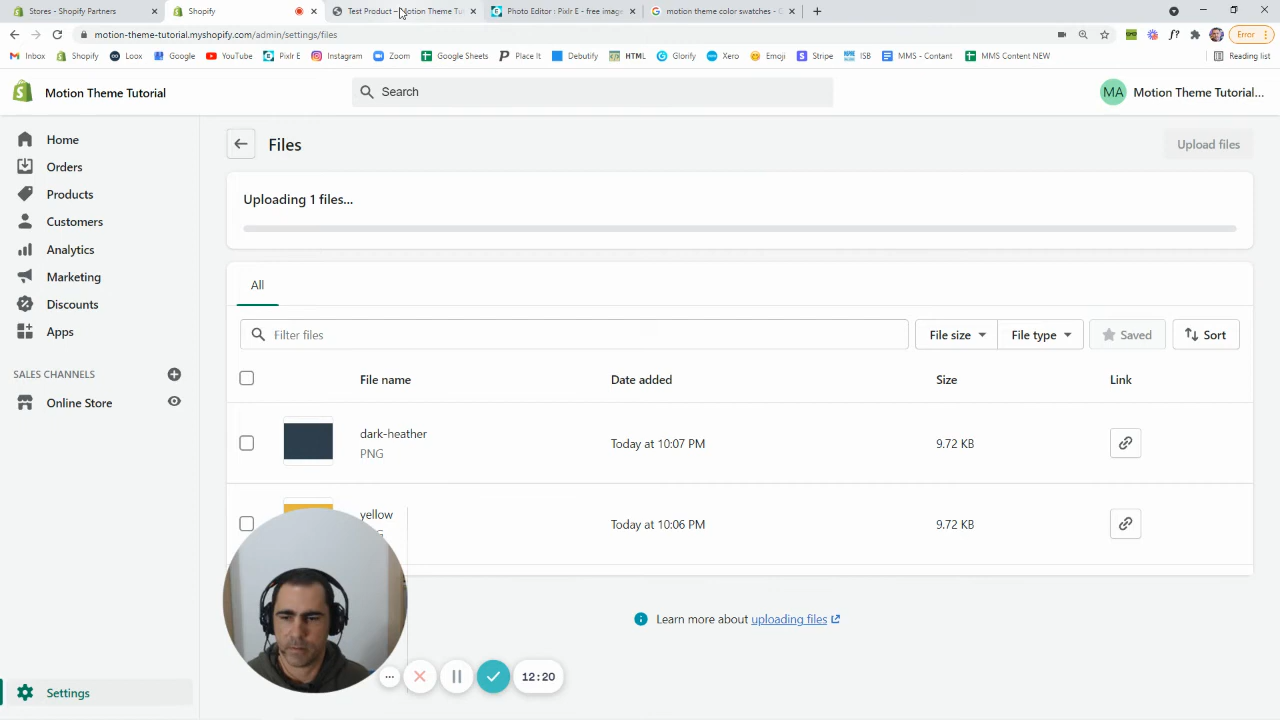 Stores - Shopify Partners
Shopify
Test Product – Motion Theme Tut
Photo Editor : Pixlr E - free image
motion theme color swatches - G
motion-theme-tutorial.myshopify.com/admin/settings/files
Error
Inbox
Shopify
Loox
Google
YouTube
Pixlr E
Instagram
Zoom
Google Sheets
Place It
Debutify
HTML
Glorify
Xero
Emoji
Stripe
ISB
MMS - Contant
MMS Content NEW
Reading list
Motion Theme Tutorial
Search
MA
Motion Theme Tutorial...
Home
Orders
Products
Customers
Analytics
Marketing
Discounts
Apps
SALES CHANNELS
Online Store
Settings
Files
Upload files
Uploading 1 files...
All
Filter files
File size
File type
Saved
Sort
File name
Date added
Size
Link
dark-heather
PNG
Today at 10:07 PM
9.72 KB
yellow
Today at 10:06 PM
9.72 KB
Learn more about uploading files
12:20